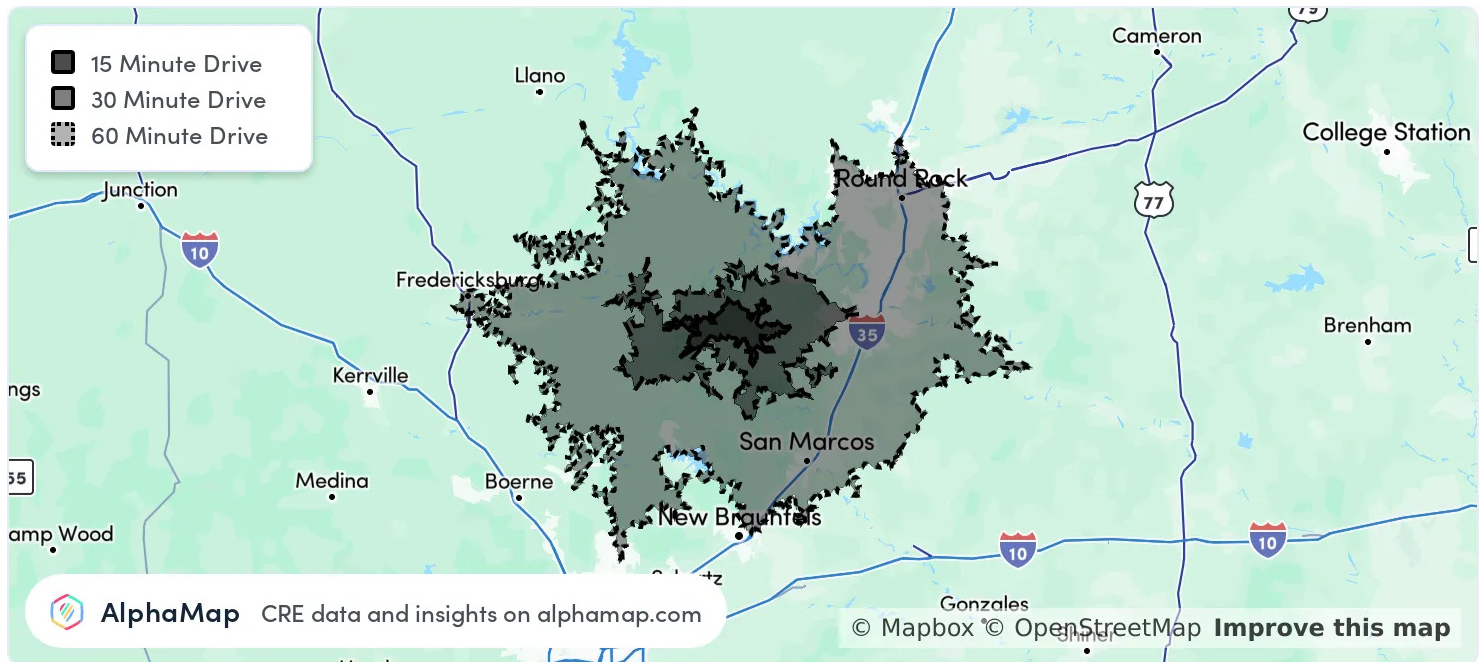 79
Cameron
15 Minute Drive
30 Minute Drive
60 Minute Drive
Llano
College Station
Junction
Round Rock
77
10
Fredericksburg
35
Brenham
Kerrville
ngs
San Marcos
55
Medina
Boerne
New Braunfels
amp Wood
10
10
Gonzales
AlphaMap
CRE data and insights on alphamap.com
© Mapbox © OpenStreetMap Improve this map
Shiner